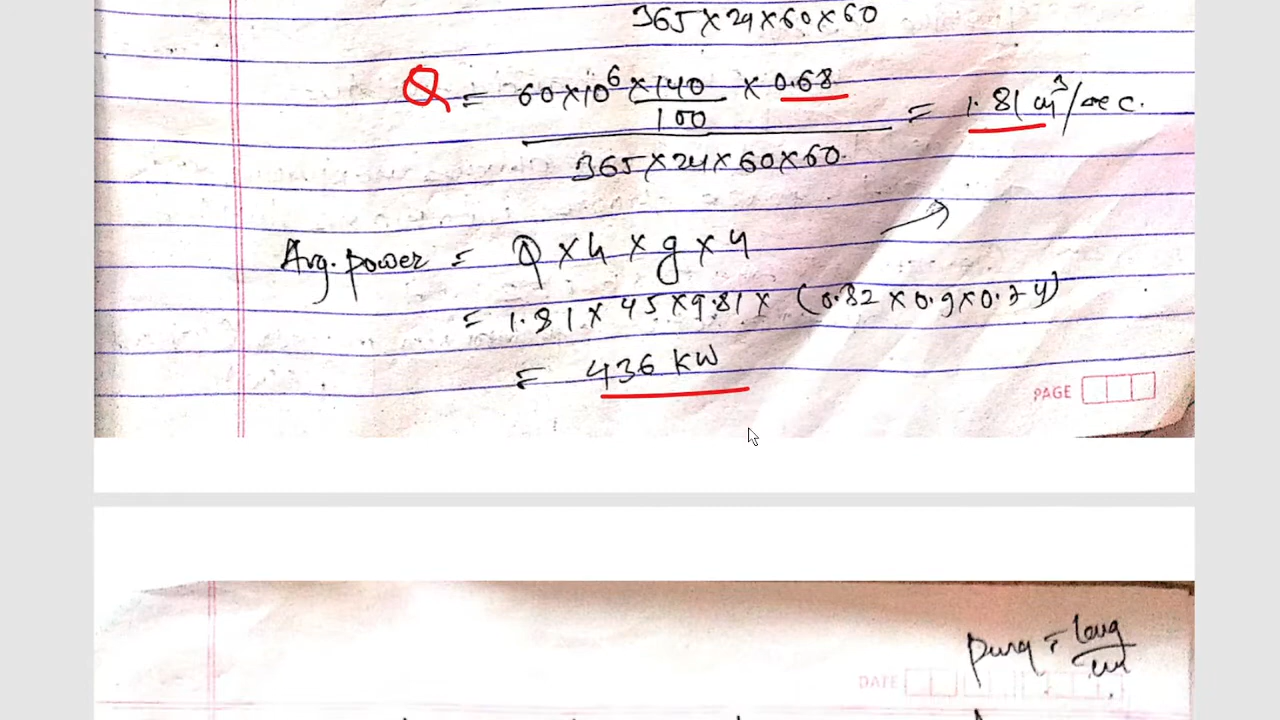 365×24×60×60
Q = 60×10⁶ × 140/100 × 0.68 / 365×24×60×60 = 1.81 m³/sec.
Avg. power = Q × h × g × η
= 1.81 × 45 × 9.81 × (0.82 × 0.9 × 0.74)
= 436 KW
PAGE
DATE